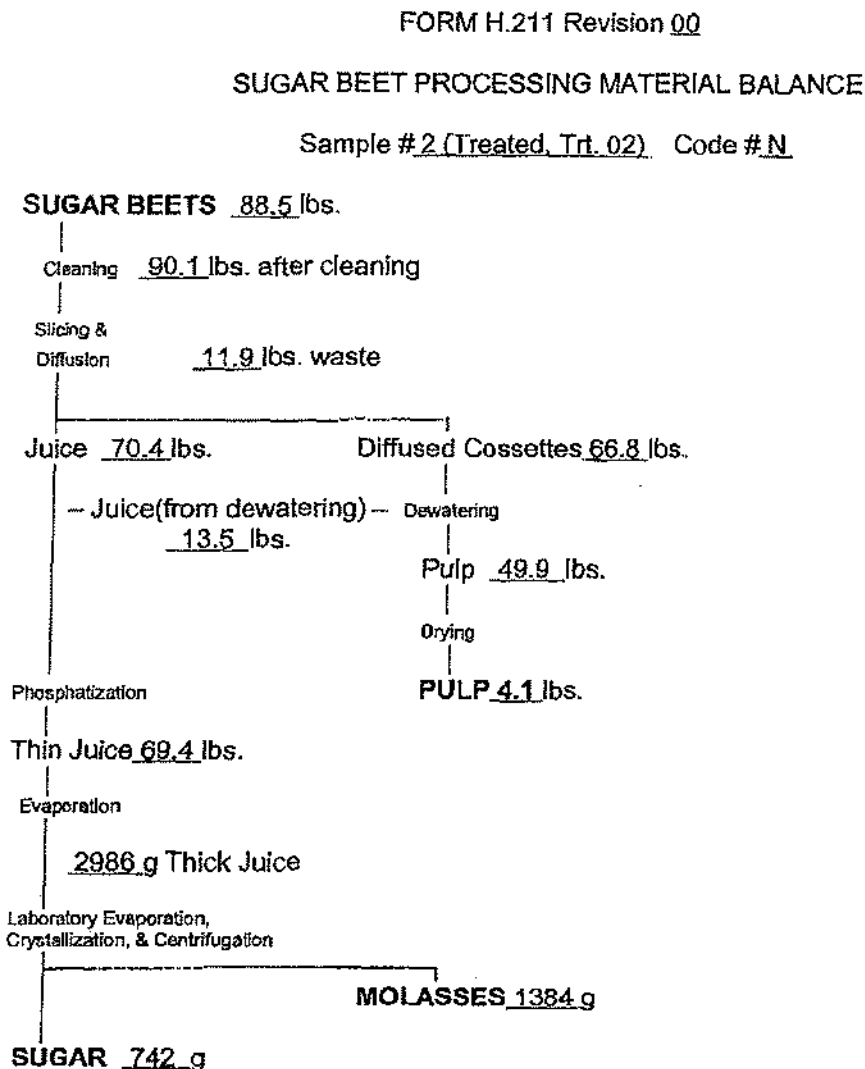 FORM H.211 Revision 00
SUGAR BEET PROCESSING MATERIAL BALANCE
Sample # 2 (Treated, Trt. 02) Code # N
SUGAR BEETS 88.5 lbs.
Cleaning 90.1 lbs. after cleaning
Slicing &
Diffusion 11.9 lbs. waste
Juice 70.4 lbs. Diffused Cossettes 66.8 lbs.
– Juice(from dewatering) – Dewatering
13.5 lbs.
Pulp 49.9 lbs.
Drying
PULP 4.1 lbs.
Phosphatization
Thin Juice 69.4 lbs.
Evaporation
2986 g Thick Juice
Laboratory Evaporation,
Crystallization, & Centrifugation
MOLASSES 1384 g
SUGAR 742 g